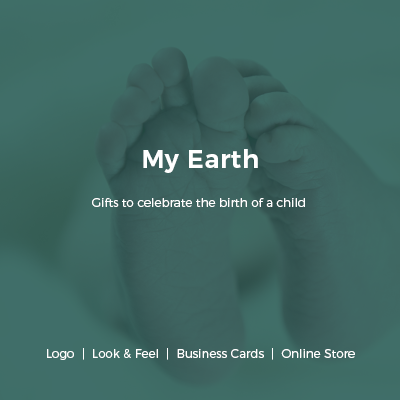 My Earth
Gifts to celebrate the birth of a child
Logo | Look & Feel | Business Cards | Online Store